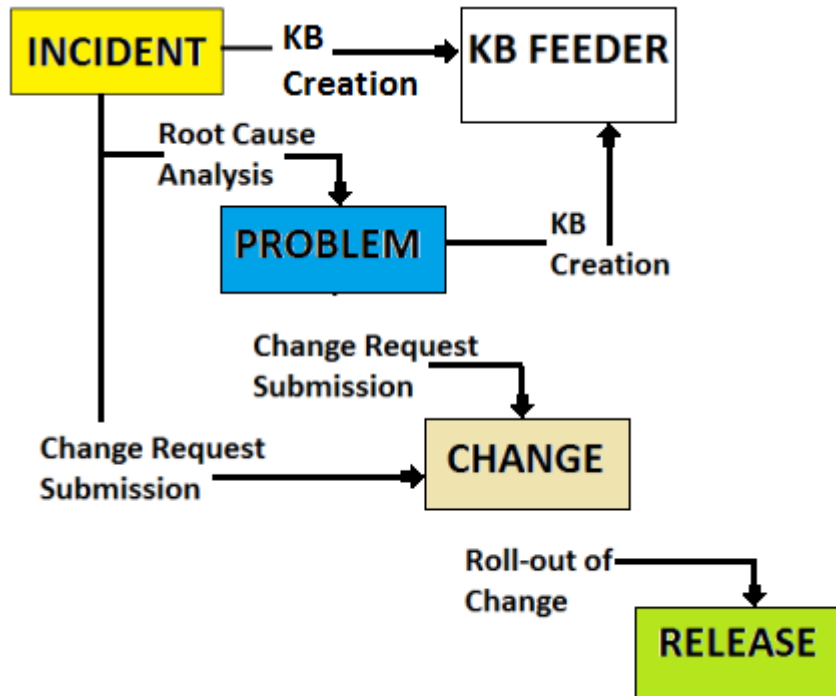 INCIDENT
KB
Creation
KB FEEDER
Root Cause
Analysis
PROBLEM
KB
Creation
Change Request
Submission
CHANGE
Change Request
Submission
Roll-out of
Change
RELEASE